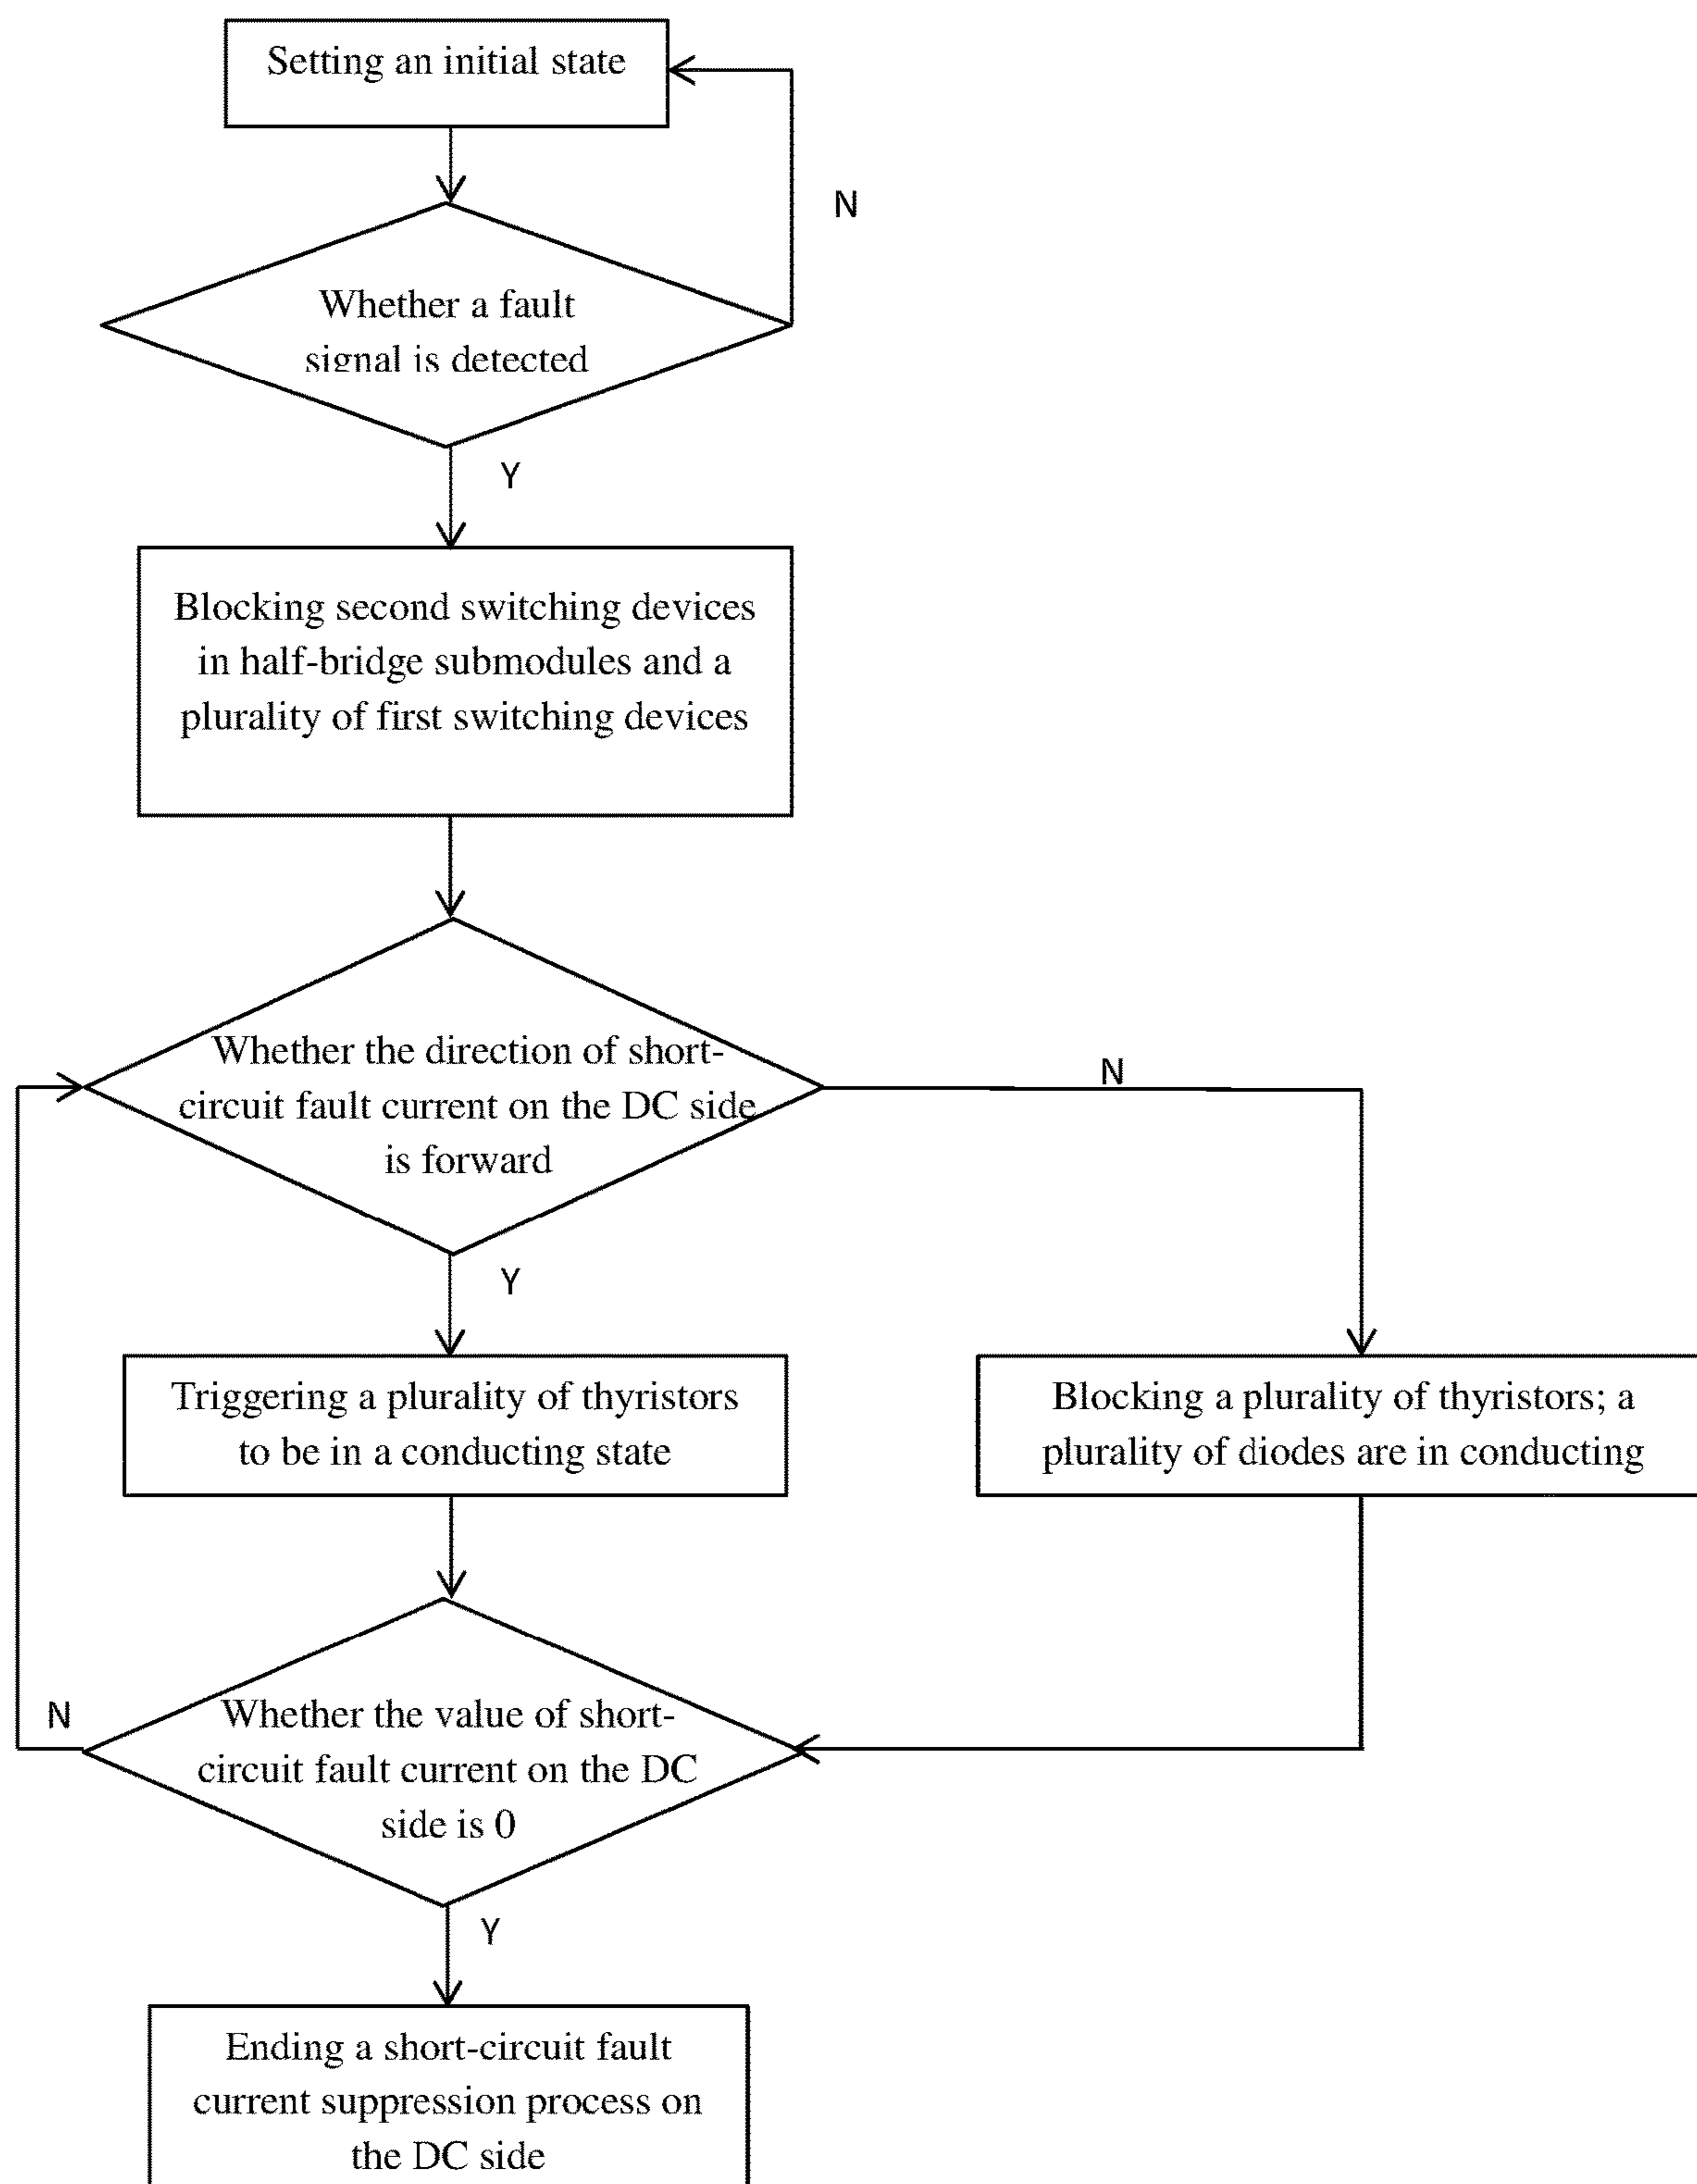 Setting an initial state
N
Whether a fault
signal is detected
Y
Blocking second switching devices
in half-bridge submodules and a
plurality of first switching devices
Whether the direction of short-
circuit fault current on the DC side
is forward
N
Y
Triggering a plurality of thyristors
to be in a conducting state
Blocking a plurality of thyristors; a
plurality of diodes are in conducting
N
Whether the value of short-
circuit fault current on the DC
side is 0
Y
Ending a short-circuit fault
current suppression process on
the DC side